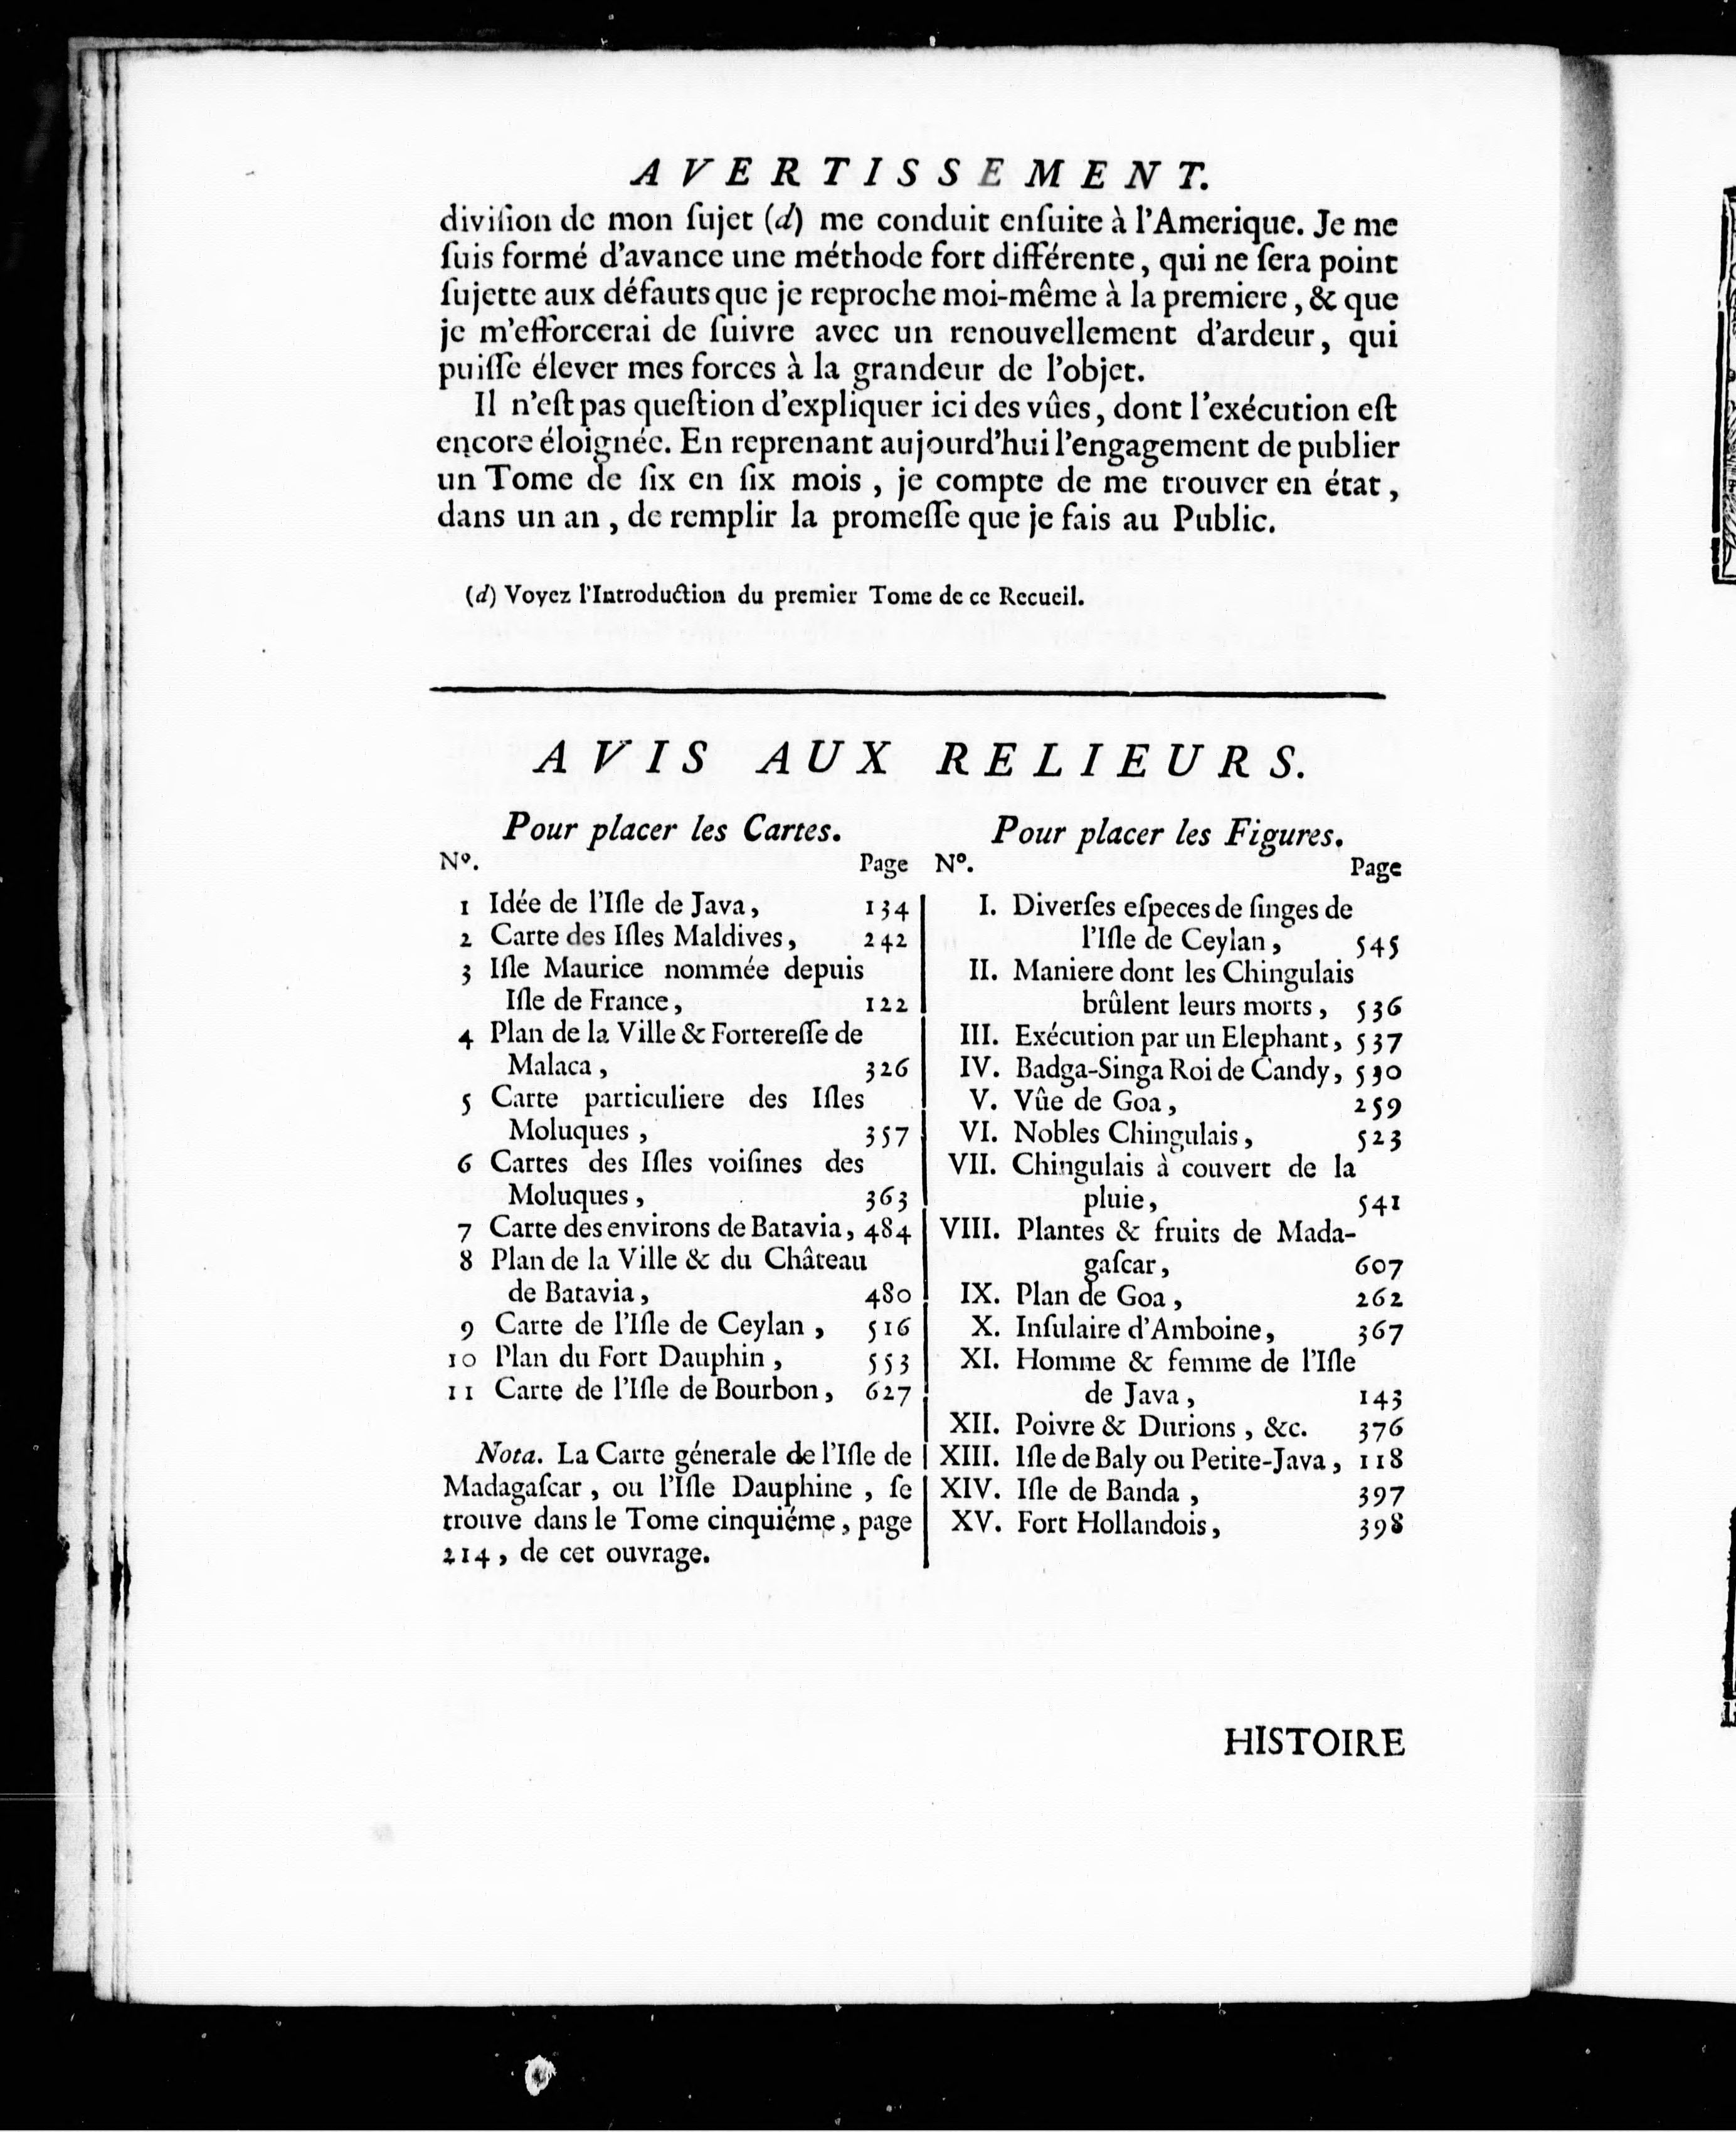 AVERTISSEMENT.
diviſion de mon ſujet (d) me conduit enſuite à l'Amerique. Je me
ſuis formé d'avance une méthode fort différente, qui ne ſera point
ſujette aux défauts que je reproche moi-même à la premiere, & que
je m'efforcerai de ſuivre avec un renouvellement d'ardeur, qui
puiſſe élever mes forces à la grandeur de l'objet.
Il n'eſt pas queſtion d'expliquer ici des vûes, dont l'exécution eſt
encore éloignée. En reprenant aujourd'hui l'engagement de publier
un Tome de ſix en ſix mois, je compte de me trouver en état,
dans un an, de remplir la promeſſe que je fais au Public.
(d) Voyez l'Introduction du premier Tome de ce Recueil.
AVIS AUX RELIEURS.
Pour placer les Cartes.
Nº. Page
1 Idée de l'Iſle de Java, 134
2 Carte des Iſles Maldives, 242
3 Iſle Maurice nommée depuis
Iſle de France, 122
4 Plan de la Ville & Fortereſſe de
Malaca, 326
5 Carte particuliere des Iſles
Moluques, 357
6 Cartes des Iſles voiſines des
Moluques, 363
7 Carte des environs de Batavia, 484
8 Plan de la Ville & du Château
de Batavia, 480
9 Carte de l'Iſle de Ceylan, 516
10 Plan du Fort Dauphin, 553
11 Carte de l'Iſle de Bourbon, 627
Nota. La Carte génerale de l'Iſle de
Madagaſcar, ou l'Iſle Dauphine, ſe
trouve dans le Tome cinquiéme, page
214, de cet ouvrage.
Pour placer les Figures.
Nº. Page
I. Diverſes eſpeces de ſinges de
l'Iſle de Ceylan, 545
II. Maniere dont les Chingulais
brûlent leurs morts, 536
III. Exécution par un Elephant, 537
IV. Badga-Singa Roi de Candy, 530
V. Vûe de Goa, 259
VI. Nobles Chingulais, 523
VII. Chingulais à couvert de la
pluie, 541
VIII. Plantes & fruits de Mada-
gaſcar, 607
IX. Plan de Goa, 262
X. Inſulaire d'Amboine, 367
XI. Homme & femme de l'Iſle
de Java, 143
XII. Poivre & Durions, &c. 376
XIII. Iſle de Baly ou Petite-Java, 118
XIV. Iſle de Banda, 397
XV. Fort Hollandois, 398
HISTOIRE